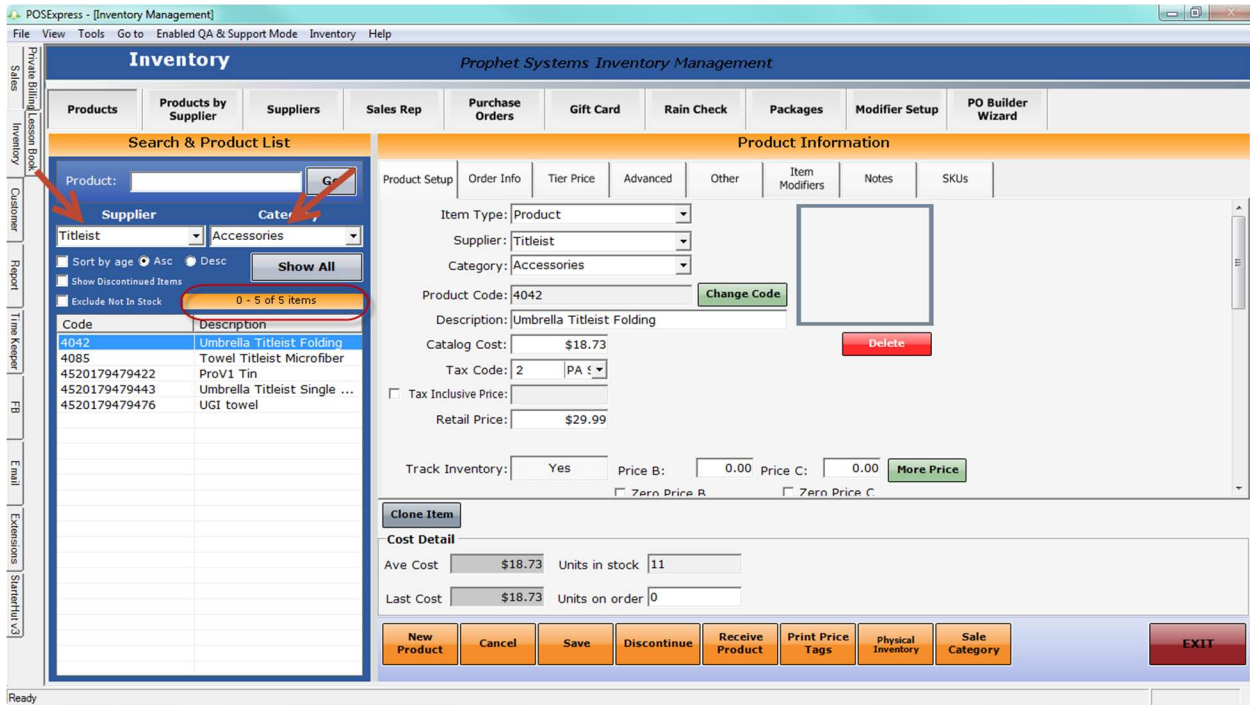 POSExpress - [Inventory Management]
File View Tools Go to Enabled QA & Support Mode Inventory Help
Private Billing Lesson Book
Sales
Inventory
Customer
Report
Time Keeper
FB
Email
Extensions
StarterHut v3
Inventory
Prophet Systems Inventory Management
Products
Products by Supplier
Suppliers
Sales Rep
Purchase Orders
Gift Card
Rain Check
Packages
Modifier Setup
PO Builder Wizard
Search & Product List
Product:
Supplier
Titleist
Accessories
Sort by age Asc Desc
Show All
Show Discontinued Items
Exclude Not In Stock
0 - 5 of 5 items
Code Description
4042 Umbrella Titleist Folding
4085 Towel Titleist Microfiber
4520179479422 ProV1 Tin
4520179479443 Umbrella Titleist Single ...
4520179479476 UGI towel
Product Information
Product Setup Order Info Tier Price Advanced Other Item Modifiers Notes SKUs
Item Type: Product
Supplier: Titleist
Category: Accessories
Product Code: 4042 Change Code
Description: Umbrella Titleist Folding
Catalog Cost: $18.73
Delete
Tax Code: 2 PA
Tax Inclusive Price:
Retail Price: $29.99
Track Inventory: Yes Price B: 0.00 Price C: 0.00 More Price
Zero Price B Zero Price C
Clone Item
Cost Detail
Ave Cost $18.73 Units in stock 11
Last Cost $18.73 Units on order 0
New Product
Cancel
Save
Discontinue
Receive Product
Print Price Tags
Physical Inventory
Sale Category
EXIT
Ready